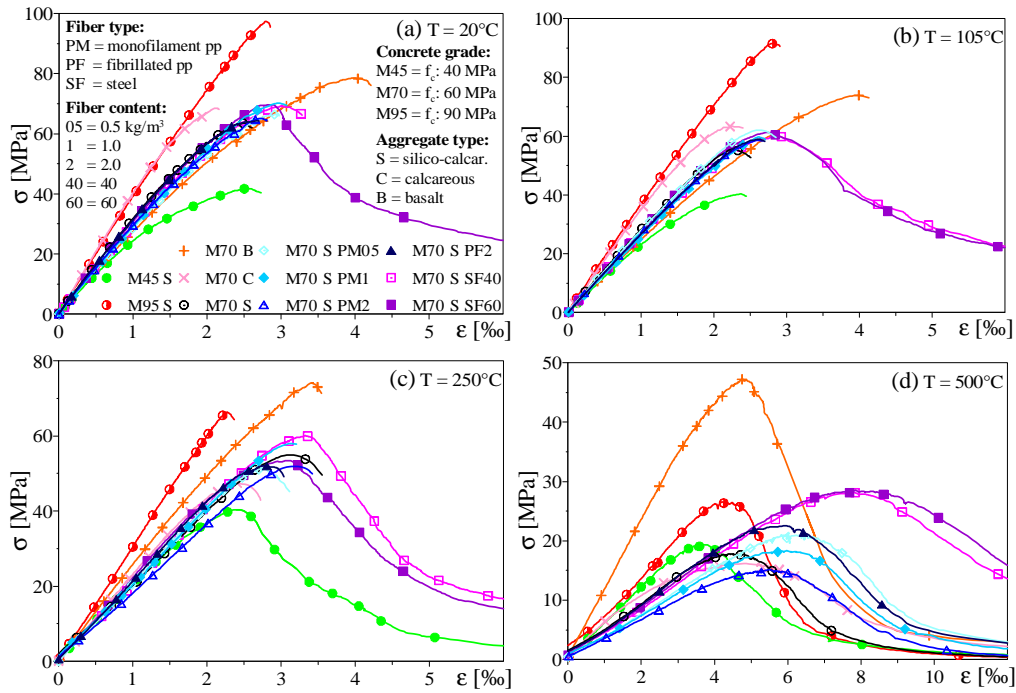 (a) T = 20°C
Fiber type:
PM = monofilament pp
PF = fibrillated pp
SF = steel
Fiber content:
05 = 0.5 kg/m³
1 = 1.0
2 = 2.0
40 = 40
60 = 60
Concrete grade:
M45 = fc: 40 MPa
M70 = fc: 60 MPa
M95 = fc: 90 MPa
Aggregate type:
S = silico-calcar.
C = calcareous
B = basalt
M70 B
M70 S PM05
M70 S PF2
M45 S
M70 C
M70 S PM1
M70 S SF40
M95 S
M70 S
M70 S PM2
M70 S SF60
σ [MPa]
100
80
60
40
20
0
0 1 2 3 4 5
ε [‰]
(b) T = 105°C
σ [MPa]
100
80
60
40
20
0
0 2 4 6 10
ε [‰]
(c) T = 250°C
σ [MPa]
80
60
40
20
0
0 1 2 3 4 5
ε [‰]
(d) T = 500°C
σ [MPa]
50
40
30
20
10
0
0 2 4 6 8 10
ε [‰]